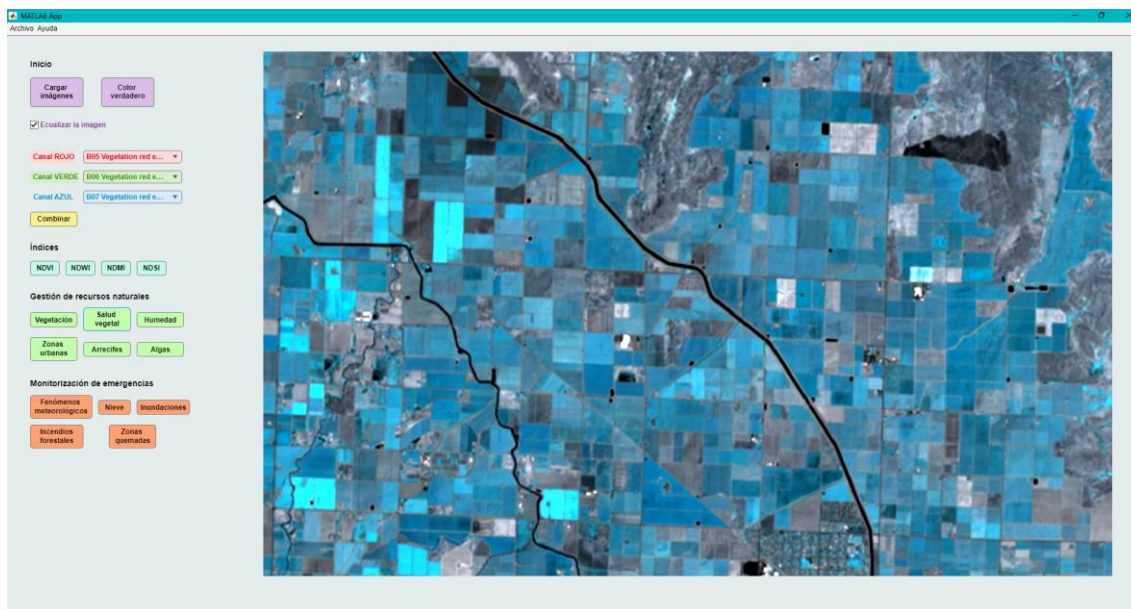 MATLAB App
Archivo Ayuda
Inicio
Cargar
imágenes
Color
verdadero
Ecualizar la imagen
Canal ROJO B05 Vegetation red e...
Canal VERDE B06 Vegetation red e...
Canal AZUL B07 Vegetation red e...
Combinar
Índices
NDVI NDWI NDMI NDSI
Gestión de recursos naturales
Vegetación
Salud
vegetal
Humedad
Zonas
urbanas
Arrecifes
Algas
Monitorización de emergencias
Fenómenos
meteorológicos
Nieve
Inundaciones
Incendios
forestales
Zonas
quemadas